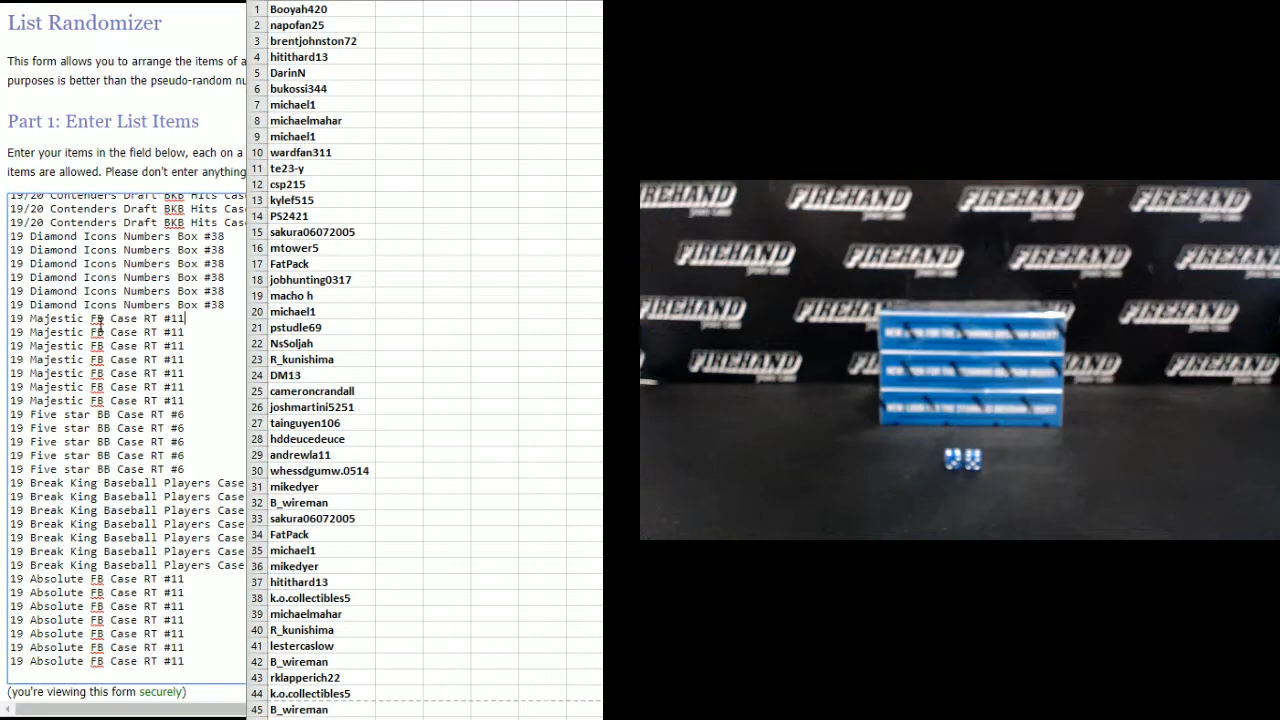 List Randomizer
This form allows you to arrange the items of a
purposes is better than the pseudo-random nu
Part 1: Enter List Items
Enter your items in the field below, each on a
items are allowed. Please don't enter anything
19/20 Contenders Draft BKB Hits Case
19/20 Contenders Draft BKB Hits Case
19/20 Contenders Draft BKB Hits Case
19 Diamond Icons Numbers Box #38
19 Diamond Icons Numbers Box #38
19 Diamond Icons Numbers Box #38
19 Diamond Icons Numbers Box #38
19 Diamond Icons Numbers Box #38
19 Diamond Icons Numbers Box #38
19 Majestic FB Case RT #11
19 Majestic FB Case RT #11
19 Majestic FB Case RT #11
19 Majestic FB Case RT #11
19 Majestic FB Case RT #11
19 Majestic FB Case RT #11
19 Majestic FB Case RT #11
19 Five star BB Case RT #6
19 Five star BB Case RT #6
19 Five star BB Case RT #6
19 Five star BB Case RT #6
19 Five star BB Case RT #6
19 Break King Baseball Players Case
19 Break King Baseball Players Case
19 Break King Baseball Players Case
19 Break King Baseball Players Case
19 Break King Baseball Players Case
19 Break King Baseball Players Case
19 Break King Baseball Players Case
19 Absolute FB Case RT #11
19 Absolute FB Case RT #11
19 Absolute FB Case RT #11
19 Absolute FB Case RT #11
19 Absolute FB Case RT #11
19 Absolute FB Case RT #11
19 Absolute FB Case RT #11
(you're viewing this form securely)
1 Booyah420
2 napofan25
3 brentjohnston72
4 hitithard13
5 DarinN
6 bukossi344
7 michael1
8 michaelmahar
9 michael1
10 wardfan311
11 te23-y
12 csp215
13 kylef515
14 PS2421
15 sakura06072005
16 mtower5
17 FatPack
18 jobhunting0317
19 macho h
20 michael1
21 pstudle69
22 NsSoljah
23 R_kunishima
24 DM13
25 cameroncrandall
26 joshmartini5251
27 tainguyen106
28 hddeucedeuce
29 andrewla11
30 whessdgumw.0514
31 mikedyer
32 B_wireman
33 sakura06072005
34 FatPack
35 michael1
36 mikedyer
37 hitithard13
38 k.o.collectibles5
39 michaelmahar
40 R_kunishima
41 lestercaslow
42 B_wireman
43 rklapperich22
44 k.o.collectibles5
45 B_wireman
FIREHAND FIREHAND FIREHAND FIREHAND
FIREHAND FIREHAND FIREHAND
FIREHAND FIREHAND FIREHAND FIREHAND
FIREHAND FIREHAND